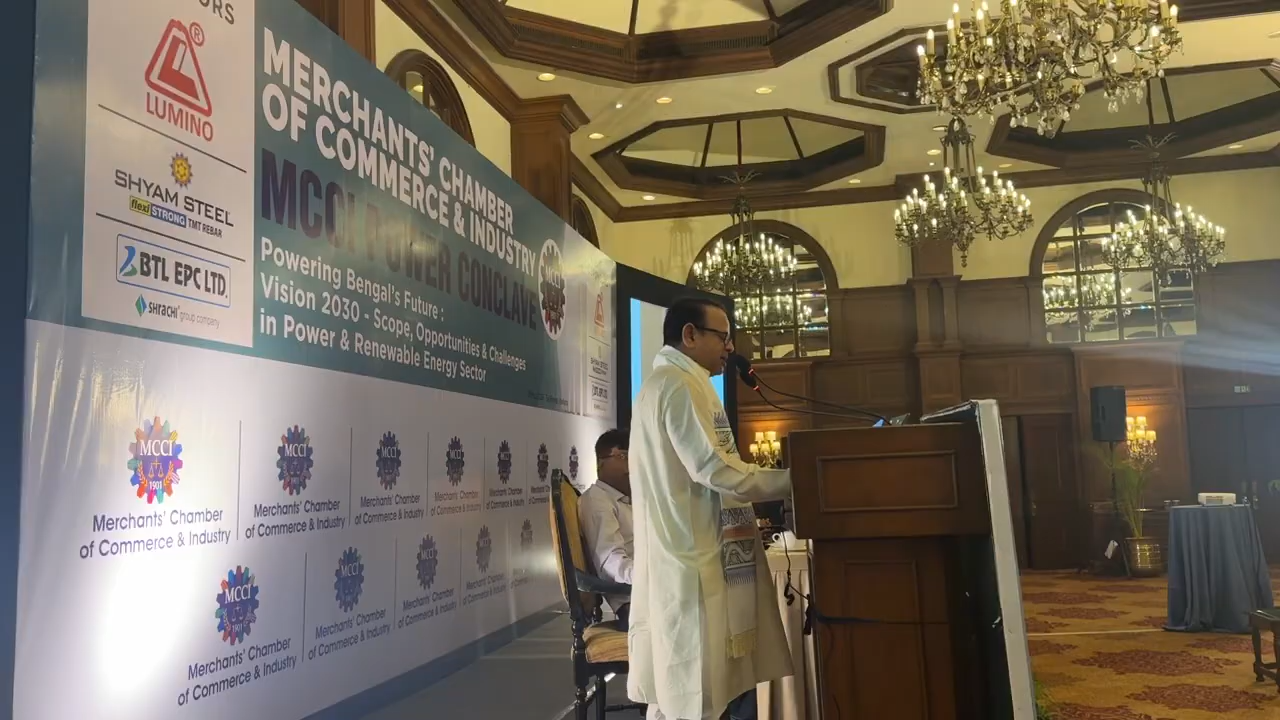 ORS
LUMINO
SHYAM STEEL
flexi STRONG TMT REBAR
BTL EPC LTD.
shrachi group company
MERCHANTS' CHAMBER
OF COMMERCE & INDUSTRY
MCCI POWER CONCLAVE
Powering Bengal's Future :
Vision 2030 - Scope, Opportunities & Challenges
in Power & Renewable Energy Sector
MCCI
MCCI
1901
Merchants' Chamber
of Commerce & Industry
MCCI
Merchants' Chamber
of Commerce & Industry
MCCI
Merchants' Chamber
of Commerce & Industry
Merchants' Chamber
of Commerce & Industry
Merchants' Chamber
of Commerce & Industry
MCCI
1901
Merchants' Chamber
of Commerce & Industry
MCCI
Merchants' Chamber
of Commerce & Industry
Merchants' Chamber
of Commerce & Industry